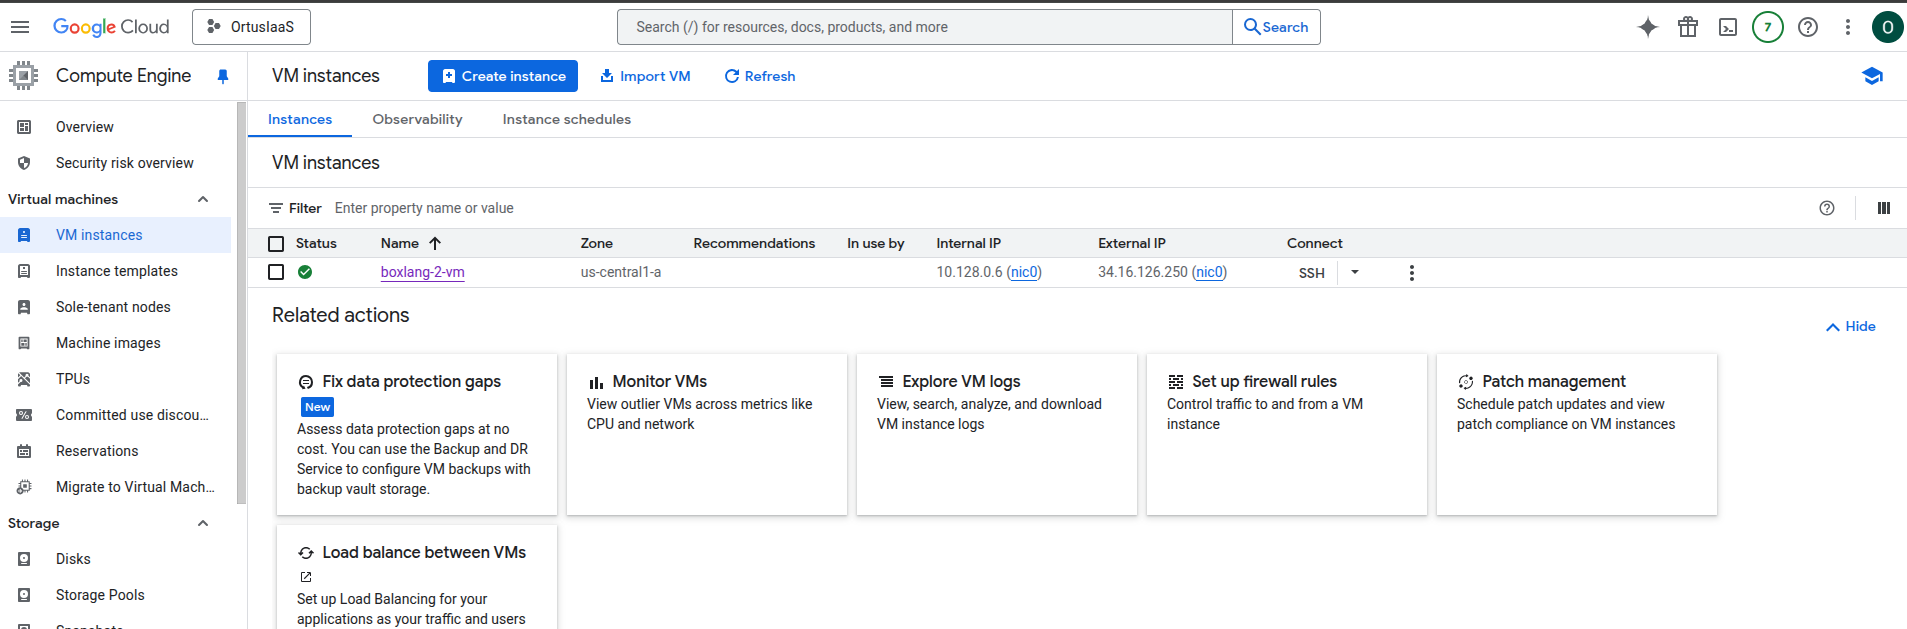 Google Cloud
OrtusIaaS
Search (/) for resources, docs, products, and more
Search
7
O
Compute Engine
VM instances
Create instance
Import VM
Refresh
Overview
Security risk overview
Virtual machines
VM instances
Instance templates
Sole-tenant nodes
Machine images
TPUs
Committed use discou...
Reservations
Migrate to Virtual Mach...
Storage
Disks
Storage Pools
Snapshots
Instances
Observability
Instance schedules
VM instances
Filter
Enter property name or value
Status
Name
Zone
Recommendations
In use by
Internal IP
External IP
Connect
boxlang-2-vm
us-central1-a
10.128.0.6 (nic0)
34.16.126.250 (nic0)
SSH
Related actions
Hide
Fix data protection gaps
New
Assess data protection gaps at no
cost. You can use the Backup and DR
Service to configure VM backups with
backup vault storage.
Monitor VMs
View outlier VMs across metrics like
CPU and network
Explore VM logs
View, search, analyze, and download
VM instance logs
Set up firewall rules
Control traffic to and from a VM
instance
Patch management
Schedule patch updates and view
patch compliance on VM instances
Load balance between VMs
Set up Load Balancing for your
applications as your traffic and users